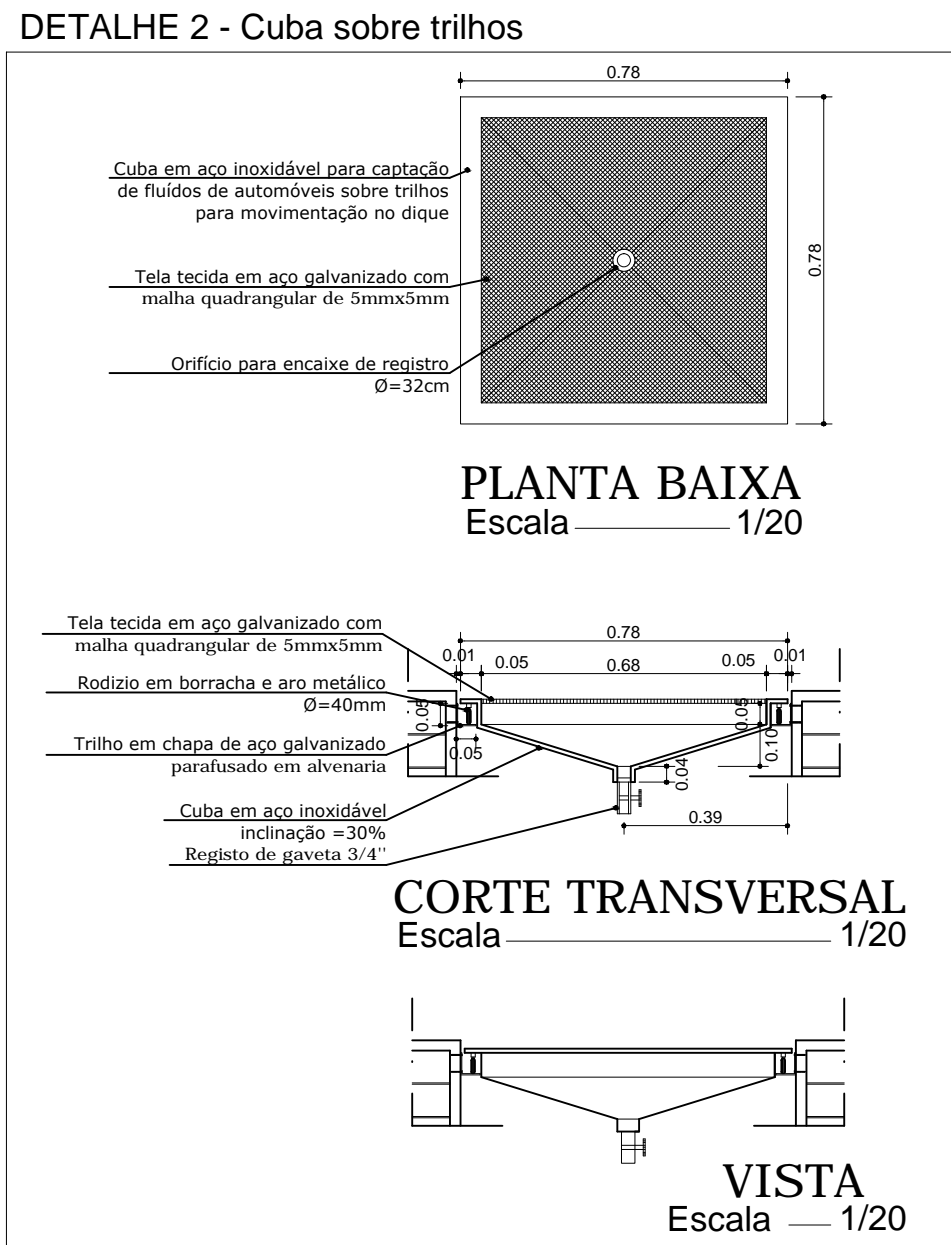 DETALHE 2 - Cuba sobre trilhos
0.78
Cuba em aço inoxidável para captação
de fluídos de automóveis sobre trilhos
para movimentação no dique
0.78
Tela tecida em aço galvanizado com
malha quadrangular de 5mmx5mm
Orifício para encaixe de registro
Ø=32cm
PLANTA BAIXA
Escala 1/20
Tela tecida em aço galvanizado com
malha quadrangular de 5mmx5mm
0.78
0.01 0.05 0.68 0.05 0.01
Rodizio em borracha e aro metálico
Ø=40mm
0.05
0.05
Trilho em chapa de aço galvanizado
parafusado em alvenaria
0.05
0.10
0.04
Cuba em aço inoxidável
inclinação =30%
0.39
Registo de gaveta 3/4''
CORTE TRANSVERSAL
Escala 1/20
VISTA
Escala 1/20